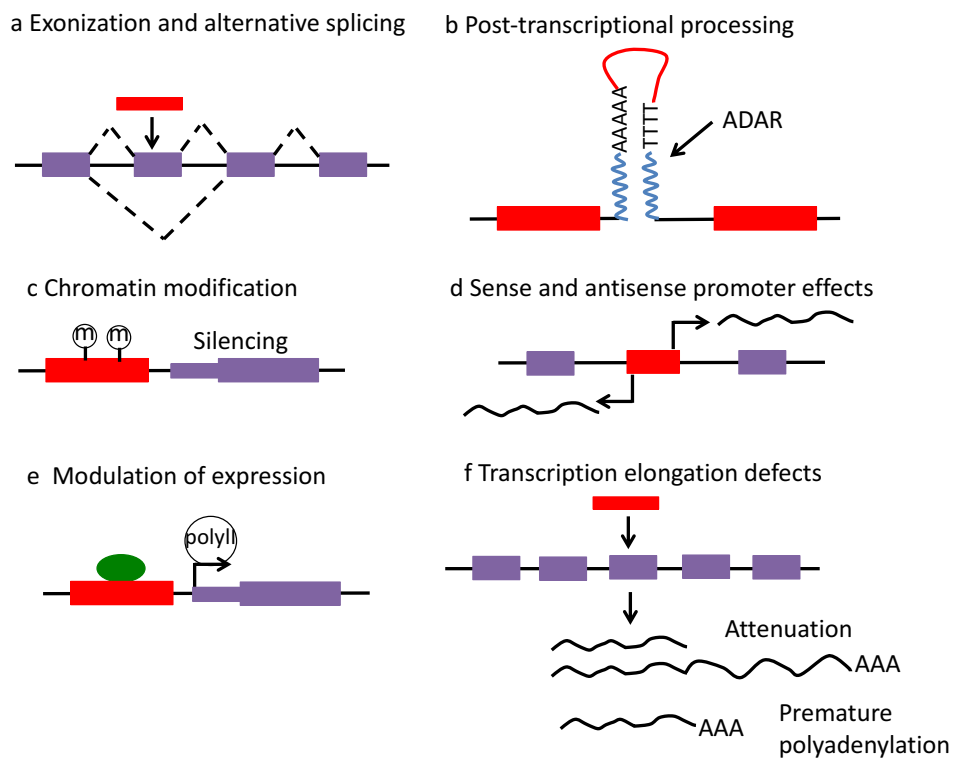 a Exonization and alternative splicing
b Post-transcriptional processing
AAAAA
TTTT
ADAR
c Chromatin modification
m
m
Silencing
d Sense and antisense promoter effects
e Modulation of expression
polyII
f Transcription elongation defects
Attenuation
AAA
AAA
Premature
polyadenylation